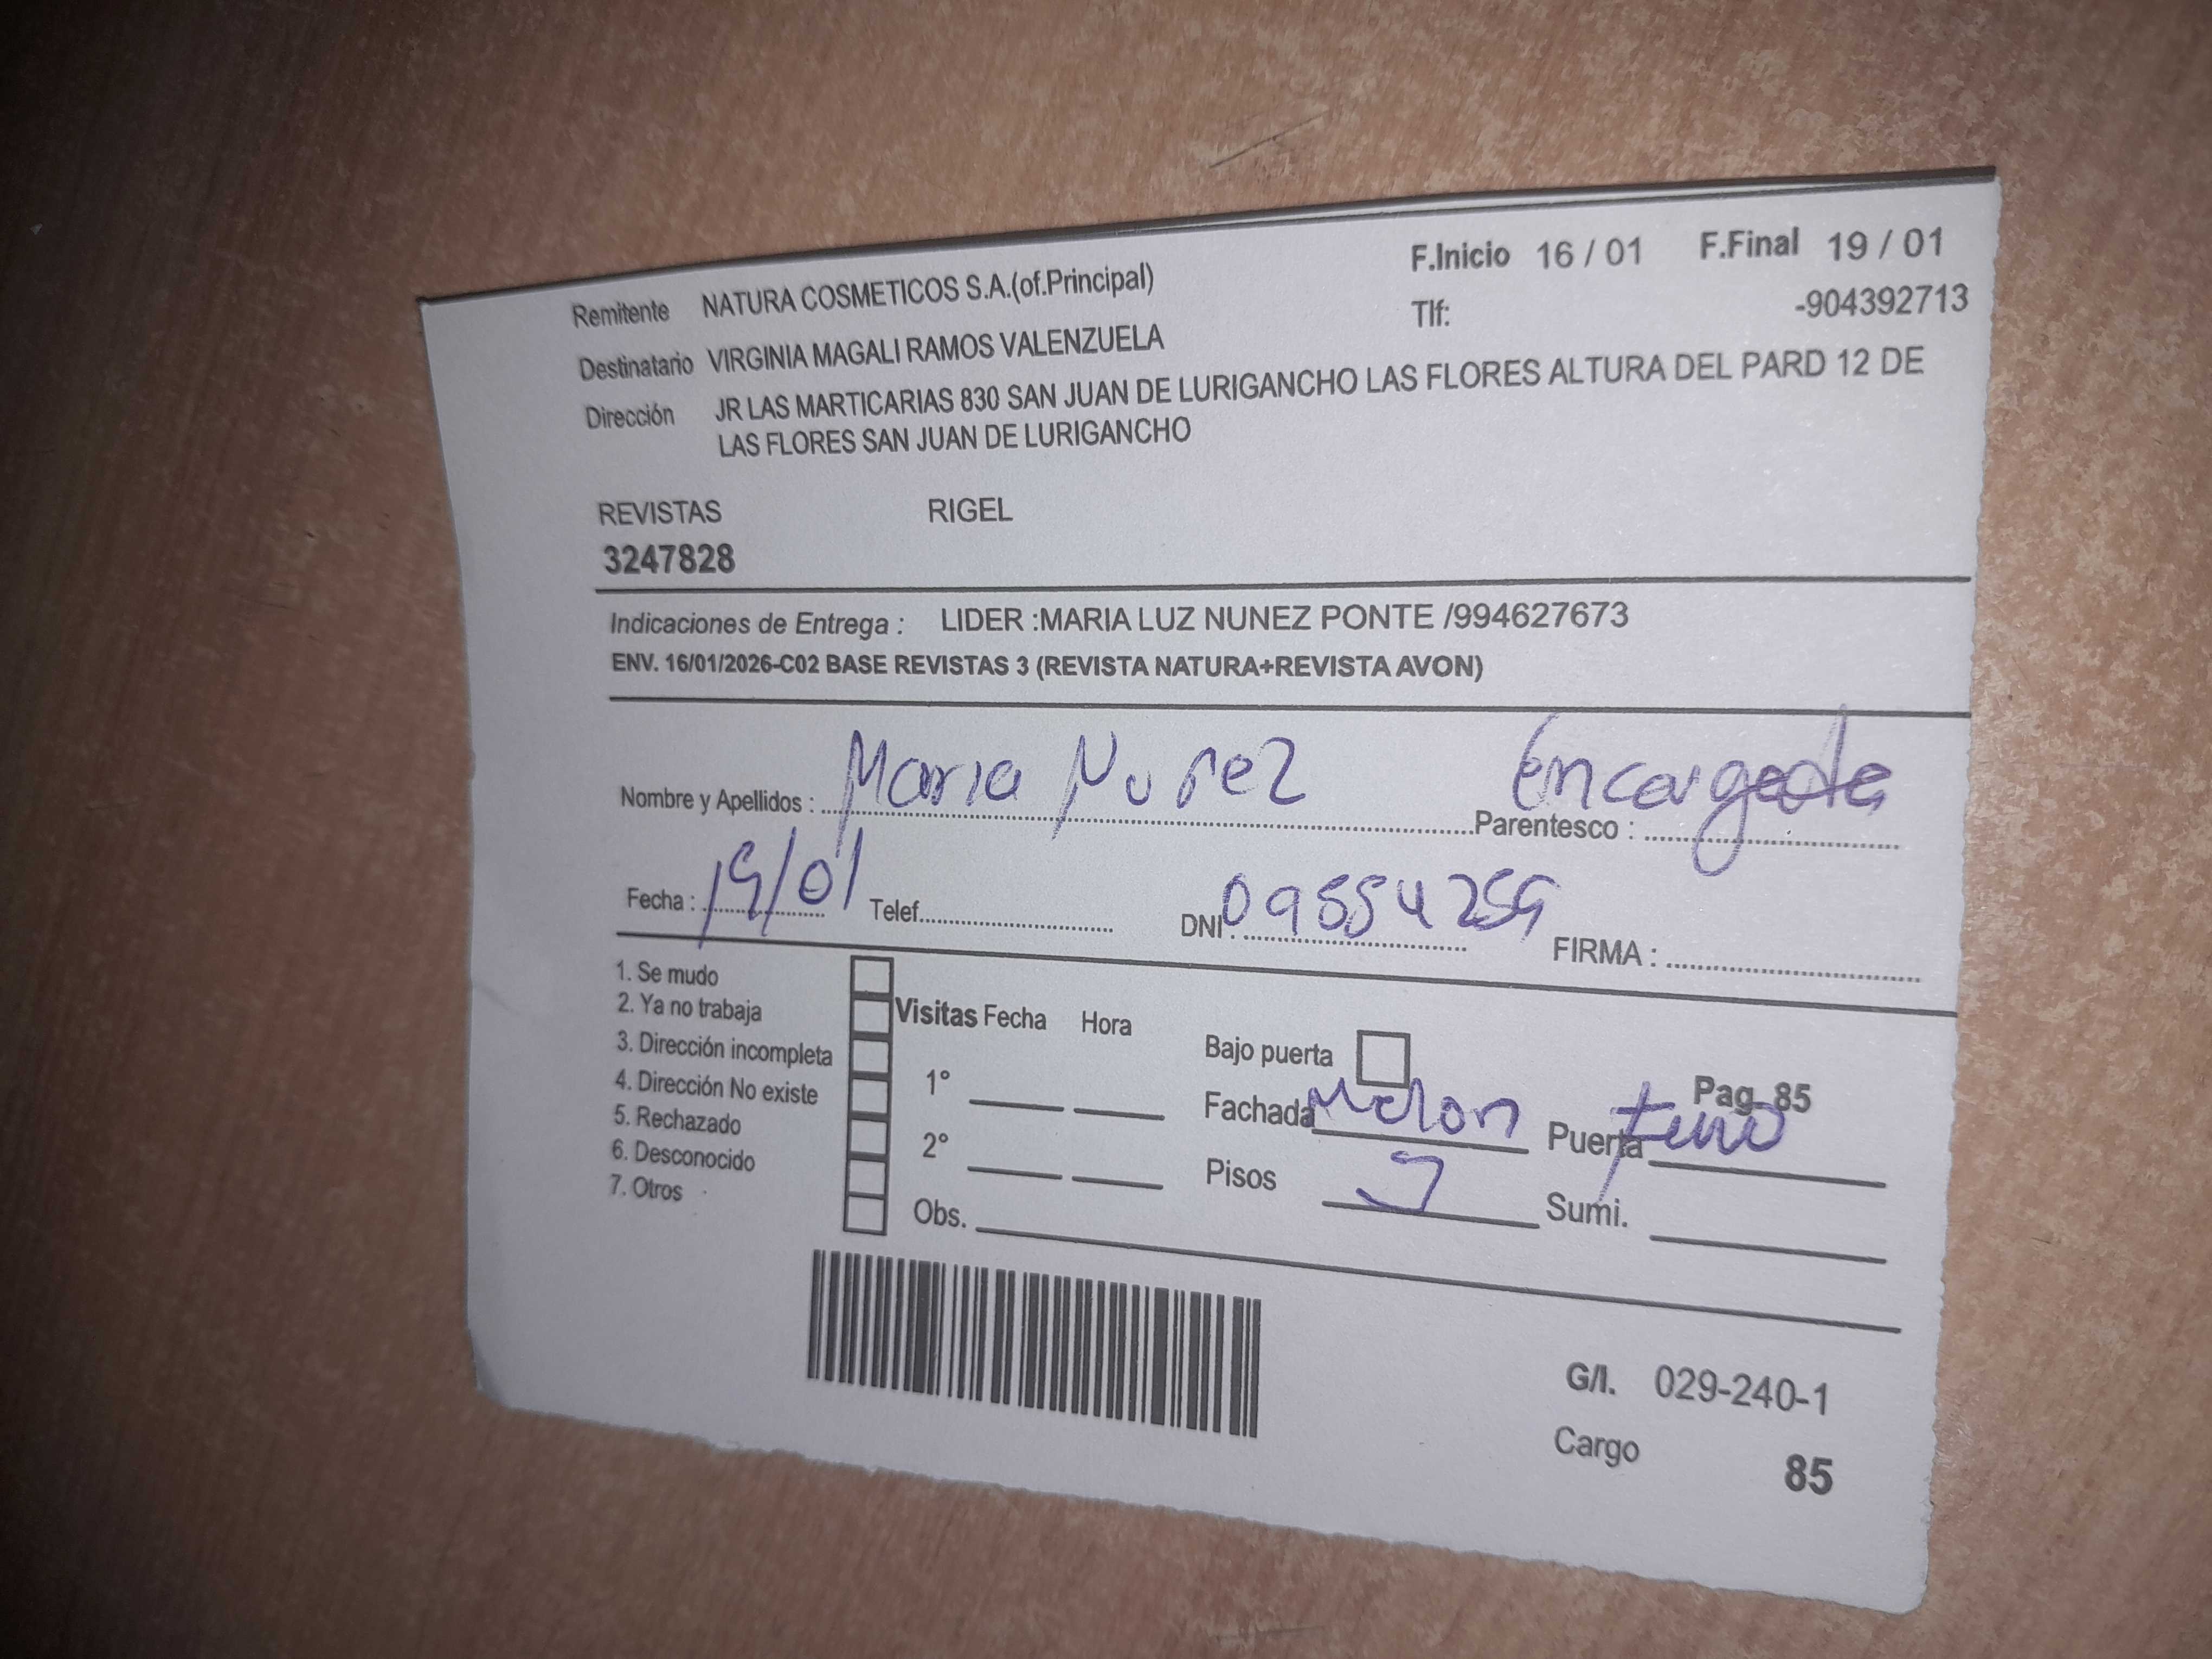 Remitente NATURA COSMETICOS S.A.(of.Principal) F.Inicio 16 / 01 F.Final 19 / 01
Destinatario VIRGINIA MAGALI RAMOS VALENZUELA Tlf: -904392713
Dirección JR LAS MARTICARIAS 830 SAN JUAN DE LURIGANCHO LAS FLORES ALTURA DEL PARD 12 DE
LAS FLORES SAN JUAN DE LURIGANCHO
REVISTAS RIGEL
3247828
Indicaciones de Entrega : LIDER :MARIA LUZ NUNEZ PONTE /994627673
ENV. 16/01/2026-C02 BASE REVISTAS 3 (REVISTA NATURA+REVISTA AVON)
Nombre y Apellidos : Maria Nuñez Parentesco : Encargada
Fecha : 19/01 Telef. DNI: FIRMA :
1. Se mudo
2. Ya no trabaja Visitas Fecha Hora
3. Dirección incompleta Bajo puerta
4. Dirección No existe 1° Fachada Melon Puerta Pag. 85
5. Rechazado
6. Desconocido 2° Pisos Sumi.
7. Otros Obs.
G/I. 029-240-1
Cargo 85